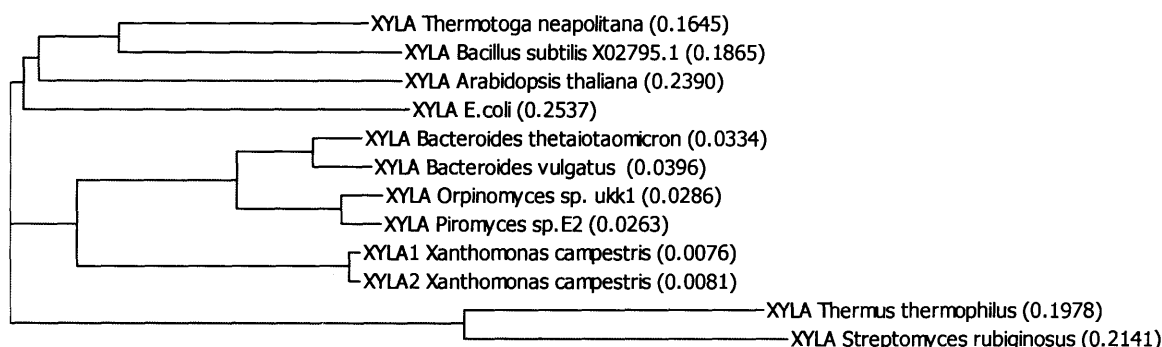 XYLA Thermotoga neapolitana (0.1645)
XYLA Bacillus subtilis X02795.1 (0.1865)
XYLA Arabidopsis thaliana (0.2390)
XYLA E.coli (0.2537)
XYLA Bacteroides thetaiotaomicron (0.0334)
XYLA Bacteroides vulgatus (0.0396)
XYLA Orpinomyces sp. ukk1 (0.0286)
XYLA Piromyces sp.E2 (0.0263)
XYLA1 Xanthomonas campestris (0.0076)
XYLA2 Xanthomonas campestris (0.0081)
XYLA Thermus thermophilus (0.1978)
XYLA Streptomyces rubiginosus (0.2141)